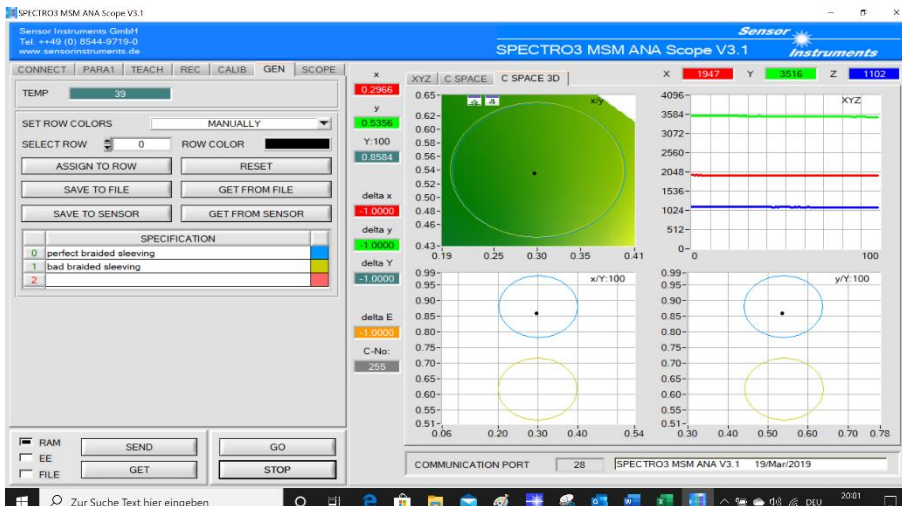 SPECTRO3 MSM ANA Scope V3.1
Sensor Instruments GmbH
Tel. ++49 (0) 8544-9719-0
www.sensorinstruments.de
Sensor
Instruments
SPECTRO3 MSM ANA Scope V3.1
CONNECT PARA1 TEACH REC CALIB GEN SCOPE
TEMP 39
SET ROW COLORS MANUALLY
SELECT ROW 0 ROW COLOR
ASSIGN TO ROW RESET
SAVE TO FILE GET FROM FILE
SAVE TO SENSOR GET FROM SENSOR
SPECIFICATION
0 perfect braided sleeving
1 bad braided sleeving
2
RAM
EE
FILE
SEND GO
GET STOP
x
0.2966
y
0.5356
Y:100
0.8584
delta x
-1.0000
delta y
-1.0000
delta Y
-1.0000
delta E
-1.0000
C-No:
255
XYZ C SPACE C SPACE 3D
X 1947 Y 3516 Z 1102
x/y
0.65
0.62
0.60
0.58
0.56
0.54
0.52
0.50
0.48
0.46
0.43
0.19 0.25 0.30 0.35 0.41
XYZ
4096
3584
3072
2560
2048
1536
1024
512
0
0 100
x/Y:100
0.99
0.95
0.90
0.85
0.80
0.75
0.70
0.65
0.60
0.55
0.51
0.06 0.20 0.30 0.40 0.54
y/Y:100
0.99
0.95
0.90
0.85
0.80
0.75
0.70
0.65
0.60
0.55
0.51
0.30 0.40 0.50 0.60 0.70 0.78
COMMUNICATION PORT 28 SPECTRO3 MSM ANA V3.1 19/Mar/2019
Zur Suche Text hier eingeben
DEU
20:01